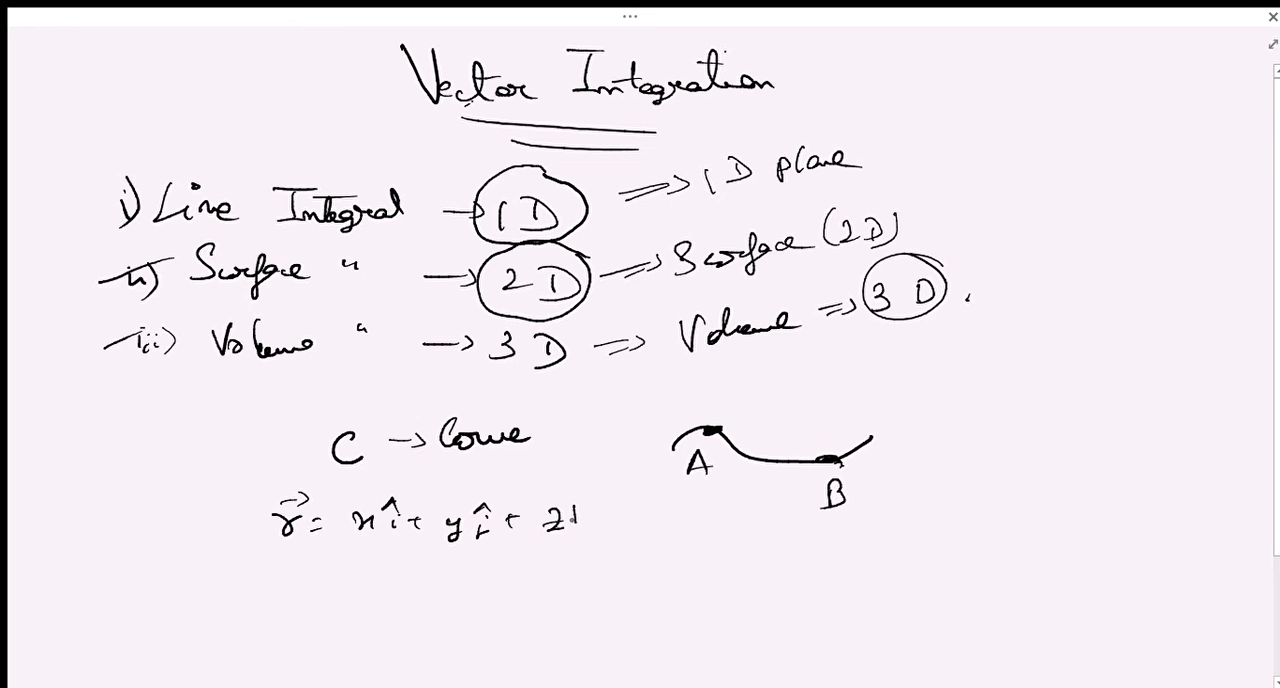 Vector Integration
i) Line Integral → 1D ⇒ 1D plane
ii) Surface " → 2D ⇒ Surface (2D)
iii) Volume " → 3D ⇒ Volume ⇒ 3D.
C → Curve
A
B
r⃗ = xî + yĵ + z